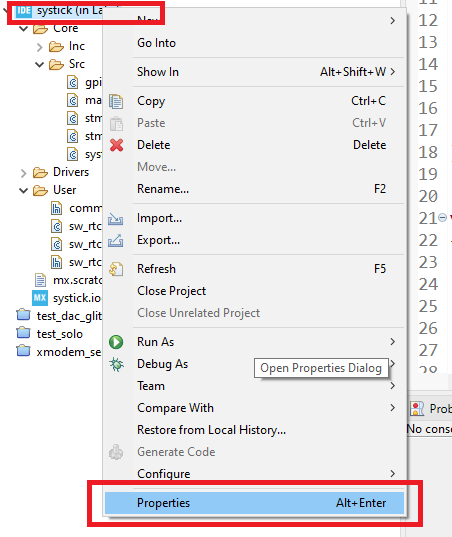 IDE systick (in La
New
Go Into
Show In Alt+Shift+W
Copy Ctrl+C
Paste Ctrl+V
Delete Delete
Move...
Rename... F2
Import...
Export...
Refresh F5
Close Project
Close Unrelated Project
Run As
Debug As
Open Properties Dialog
Team
Compare With
Restore from Local History...
Generate Code
Configure
Properties Alt+Enter
Core
Inc
Src
gpi
ma
stm
stm
sys
Drivers
User
comm
sw_rtc
sw_rtc
sw_rtc
mx.scratc
MX systick.io
test_dac_glit
test_solo
xmodem_se
11
12
13
14
15
16
17
18
19
20
21
22
23
24
25
26
27
28
Prob
No conso